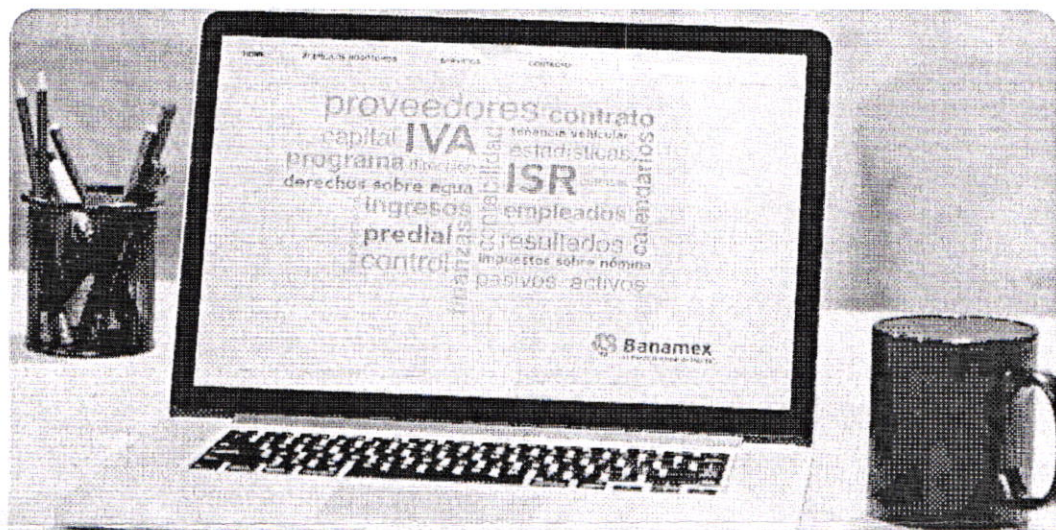 proveedores contrato
capital IVA contabilidad tenencia vehicular
estadísticas
programa
derechos sobre agua ISR calendarios
ingresos empleados
predial resultados
control impuestos sobre nómina
finanzas pasivos activos
Banamex